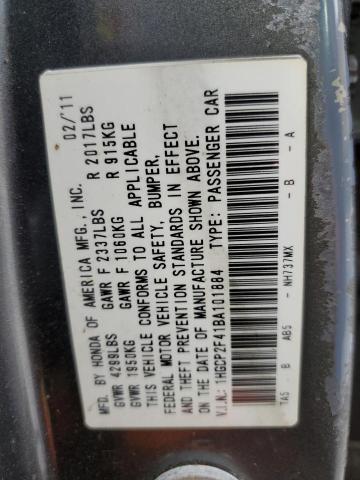 MFD. BY HONDA OF AMERICA MFG., INC. 02/'11
GVWR 4299LBS GAWR F 2337LBS R 2017LBS
GVWR 1950KG GAWR F 1060KG R 915KG
THIS VEHICLE CONFORMS TO ALL APPLICABLE
FEDERAL MOTOR VEHICLE SAFETY, BUMPER,
AND THEFT PREVENTION STANDARDS IN EFFECT
ON THE DATE OF MANUFACTURE SHOWN ABOVE.
V.I.N.: 1HGCP2F41BA101884 TYPE: PASSENGER CAR
TA5 B AB5 - NH737MX - B - A